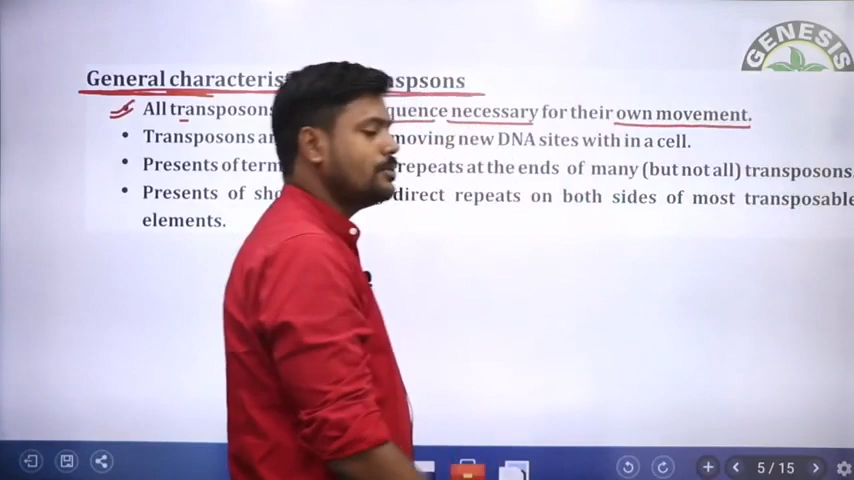 GENESIS
General characteris spsons
All transposons quence necessary for their own movement.
Transposons a moving new DNA sites with in a cell.
Presents of term repeats at the ends of many (but not all) transposons.
Presents of sh direct repeats on both sides of most transposable
elements.
5/15